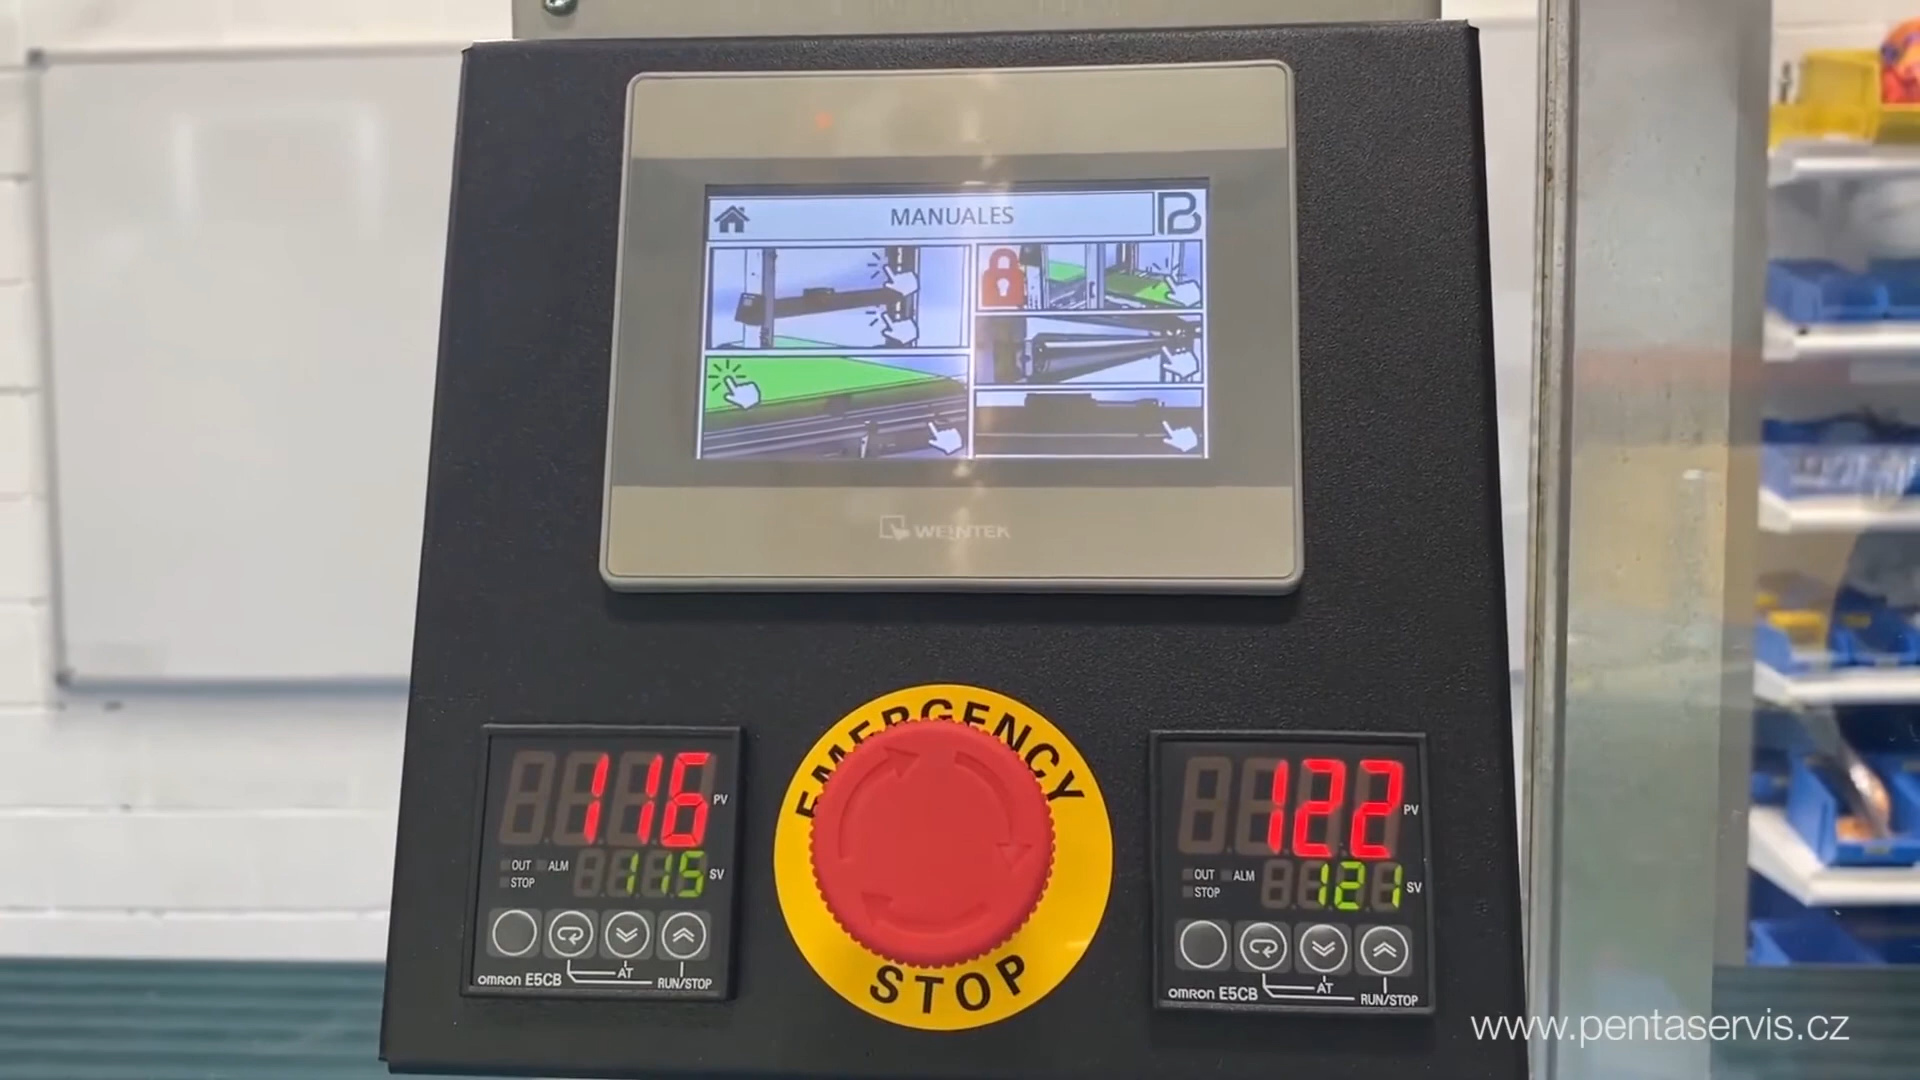 MANUALES
WEINTEK
EMERGENCY
STOP
116 PV
OUT ALM 115 SV
STOP
omron E5CB AT RUN/STOP
122 PV
OUT ALM 121 SV
STOP
omron E5CB AT RUN/STOP
www.pentaservis.cz